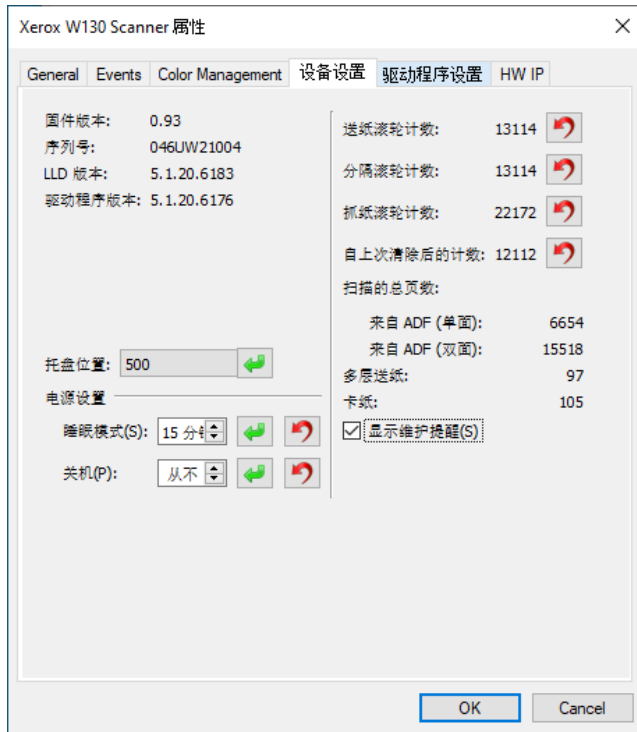 Xerox W130 Scanner 属性
General Events Color Management 设备设置 驱动程序设置 HW IP
固件版本: 0.93
序列号: 046UW21004
LLD 版本: 5.1.20.6183
驱动程序版本: 5.1.20.6176
托盘位置: 500
电源设置
睡眠模式(S): 15 分
关机(P): 从不
送纸滚轮计数: 13114
分隔滚轮计数: 13114
抓纸滚轮计数: 22172
自上次清除后的计数: 12112
扫描的总页数:
来自 ADF (单面): 6654
来自 ADF (双面): 15518
多层送纸: 97
卡纸: 105
显示维护提醒(S)
OK Cancel